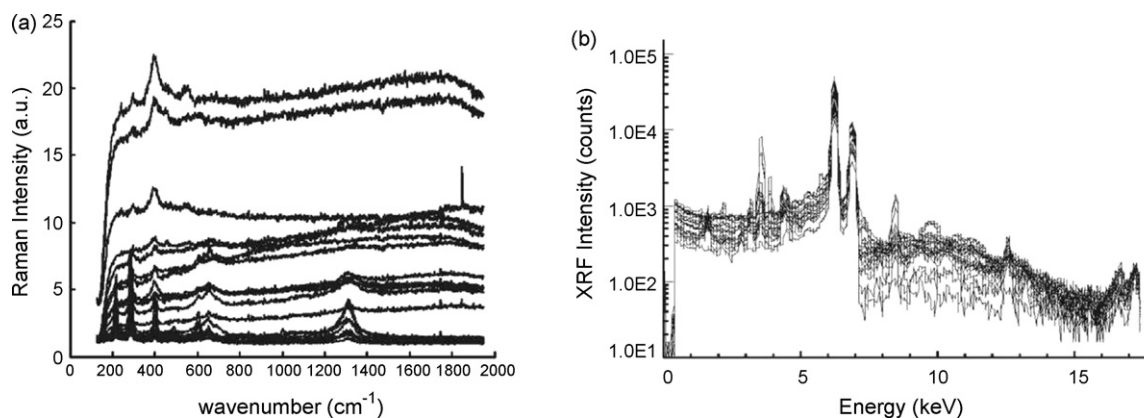 (a)
25
20
15
10
5
0
0 200 400 600 800 1000 1200 1400 1600 1800 2000
Raman Intensity (a.u.)
wavenumber (cm⁻¹)
(b)
1.0E5
1.0E4
1.0E3
1.0E2
1.0E1
0 5 10 15
XRF Intensity (counts)
Energy (keV)